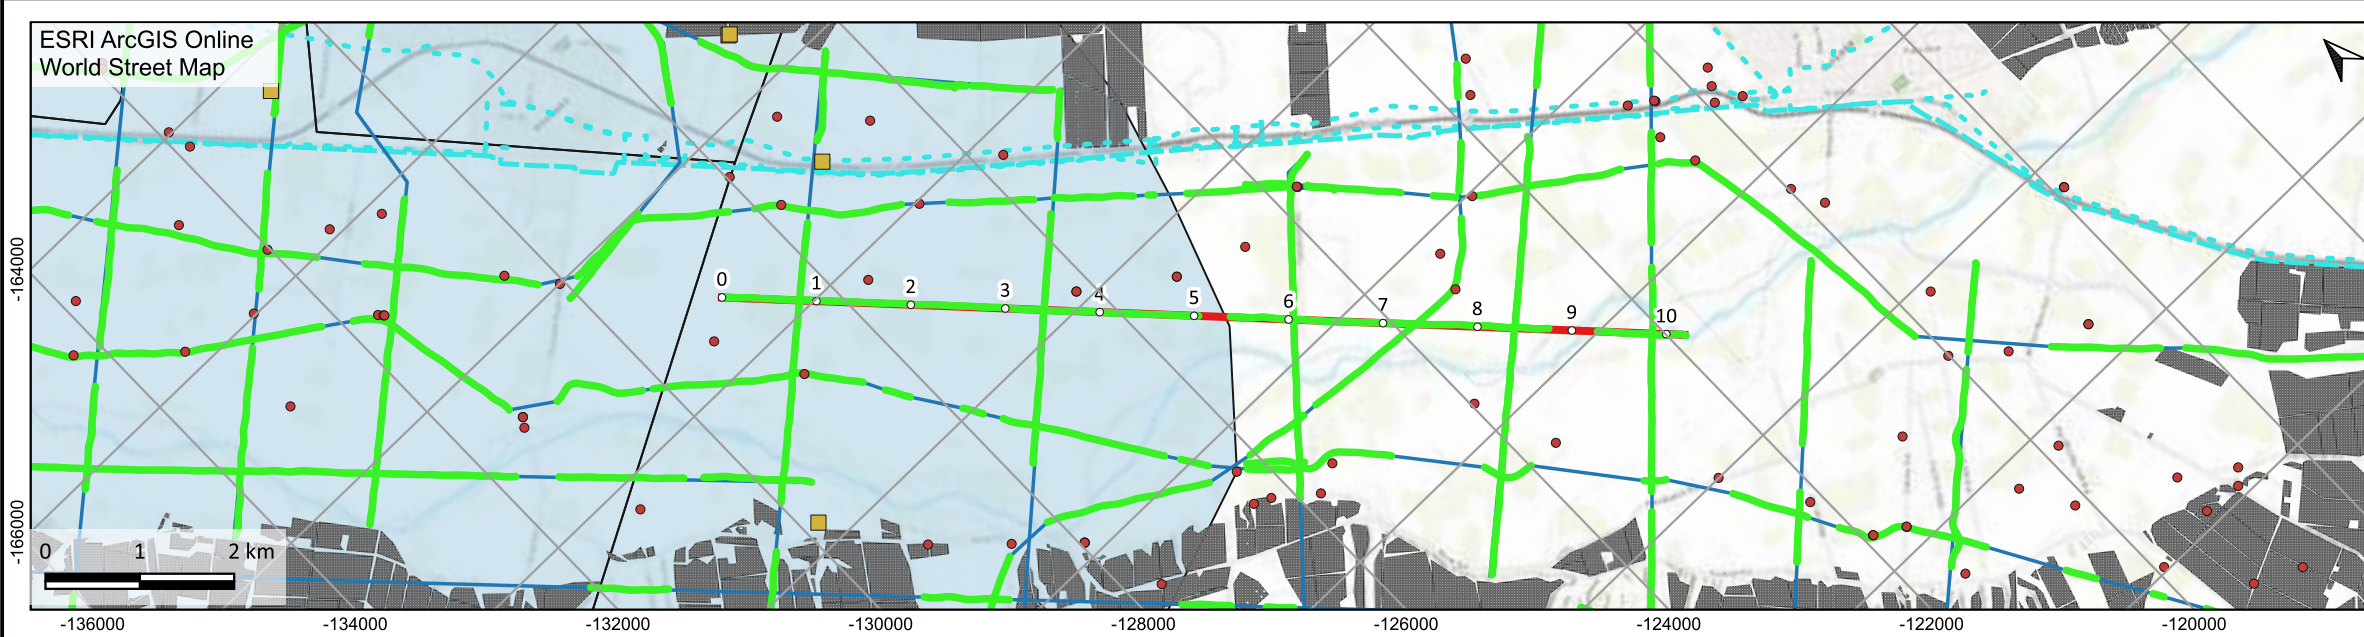 ESRI ArcGIS Online
World Street Map
-164000
-166000
0 1 2 3 4 5 6 7 8 9 10
0 1 2 km
-136000 -134000 -132000 -130000 -128000 -126000 -124000 -122000 -120000